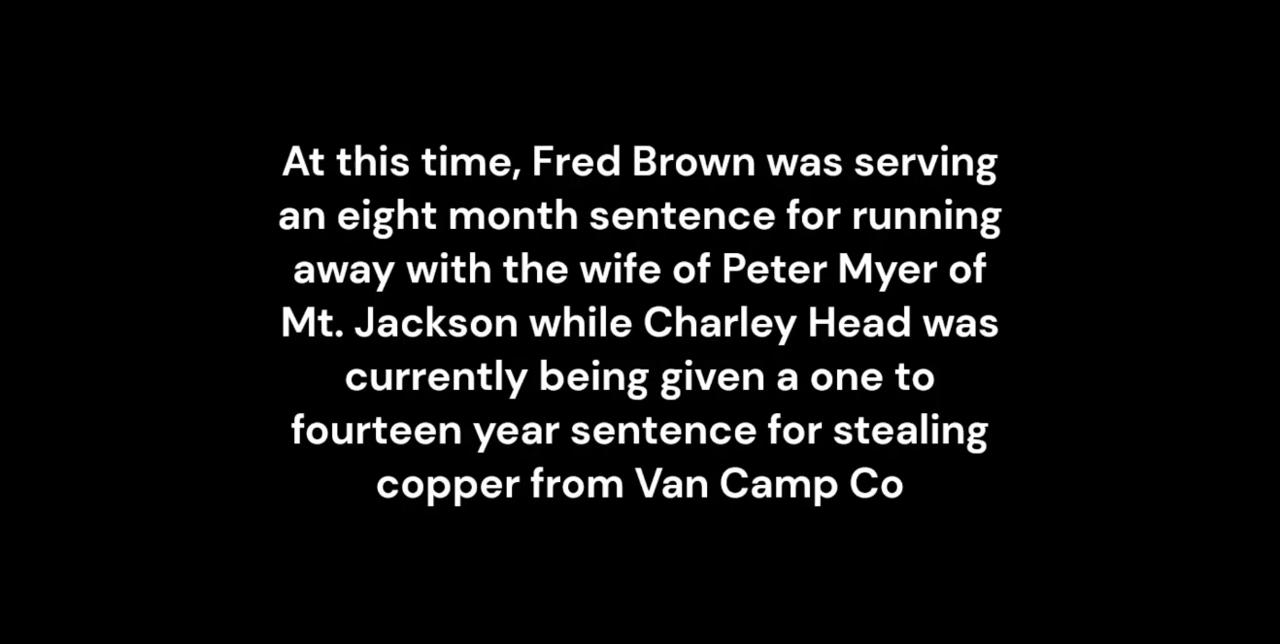 At this time, Fred Brown was serving
an eight month sentence for running
away with the wife of Peter Myer of
Mt. Jackson while Charley Head was
currently being given a one to
fourteen year sentence for stealing
copper from Van Camp Co